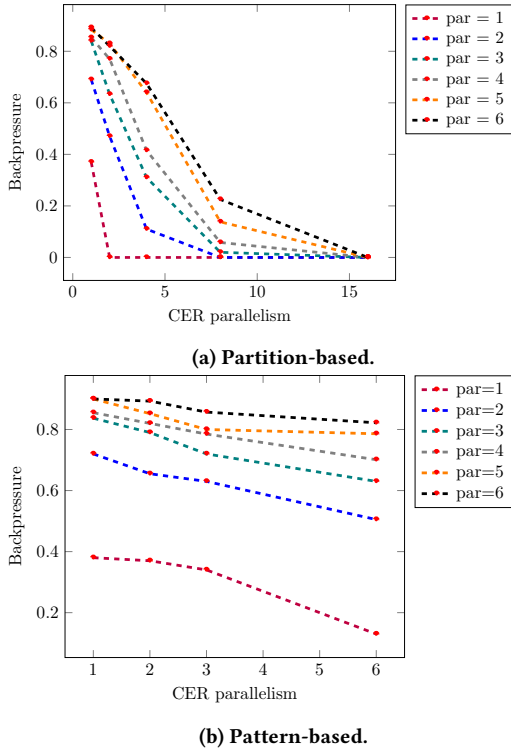 0.8
0.6
0.4
0.2
0
0
5
10
15
Backpressure
CER parallelism
par = 1
par = 2
par = 3
par = 4
par = 5
par = 6
(a) Partition-based.
0.8
0.6
0.4
0.2
1
2
3
4
5
6
Backpressure
CER parallelism
par=1
par=2
par=3
par=4
par=5
par=6
(b) Pattern-based.